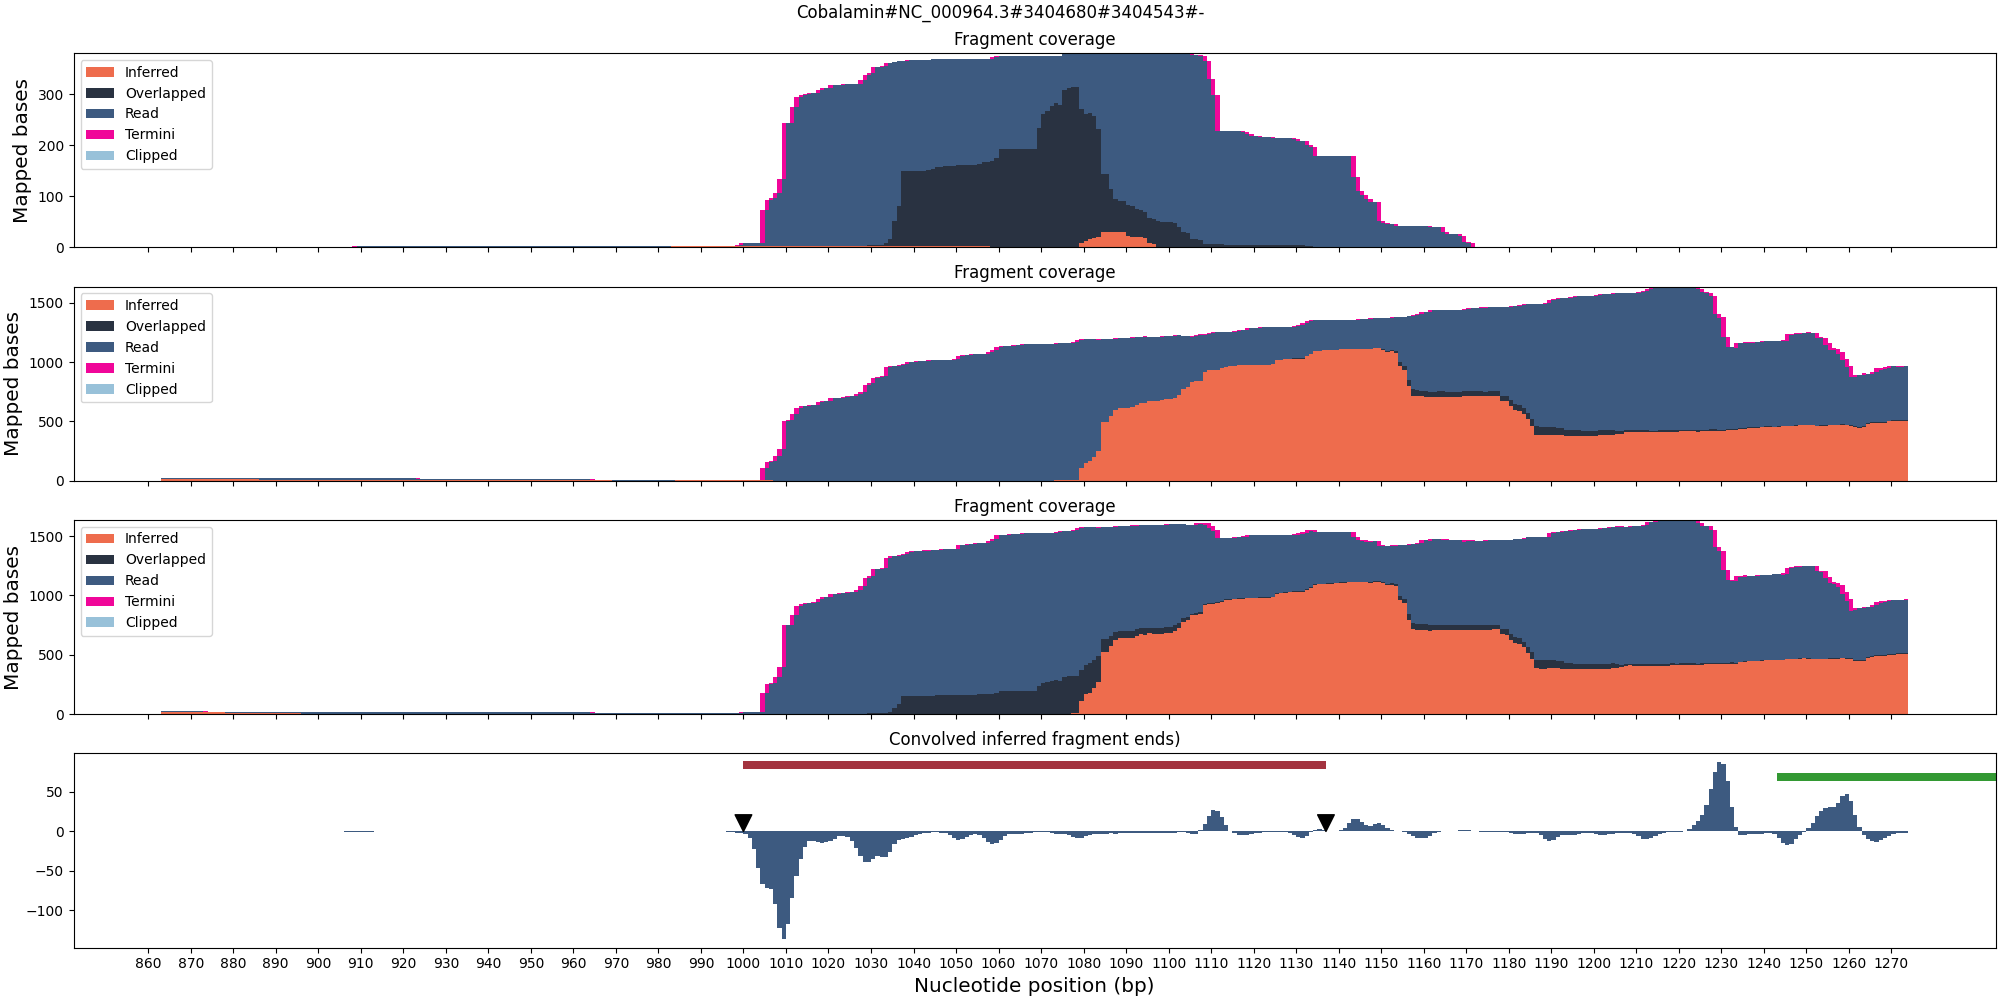 Cobalamin#NC_000964.3#3404680#3404543#-
Fragment coverage
Mapped bases
300
200
100
0
Inferred
Overlapped
Read
Termini
Clipped
Fragment coverage
Mapped bases
1500
1000
500
0
Inferred
Overlapped
Read
Termini
Clipped
Fragment coverage
Mapped bases
1500
1000
500
0
Inferred
Overlapped
Read
Termini
Clipped
Convolved inferred fragment ends)
50
0
−50
−100
860 870 880 890 900 910 920 930 940 950 960 970 980 990 1000 1010 1020 1030 1040 1050 1060 1070 1080 1090 1100 1110 1120 1130 1140 1150 1160 1170 1180 1190 1200 1210 1220 1230 1240 1250 1260 1270
Nucleotide position (bp)